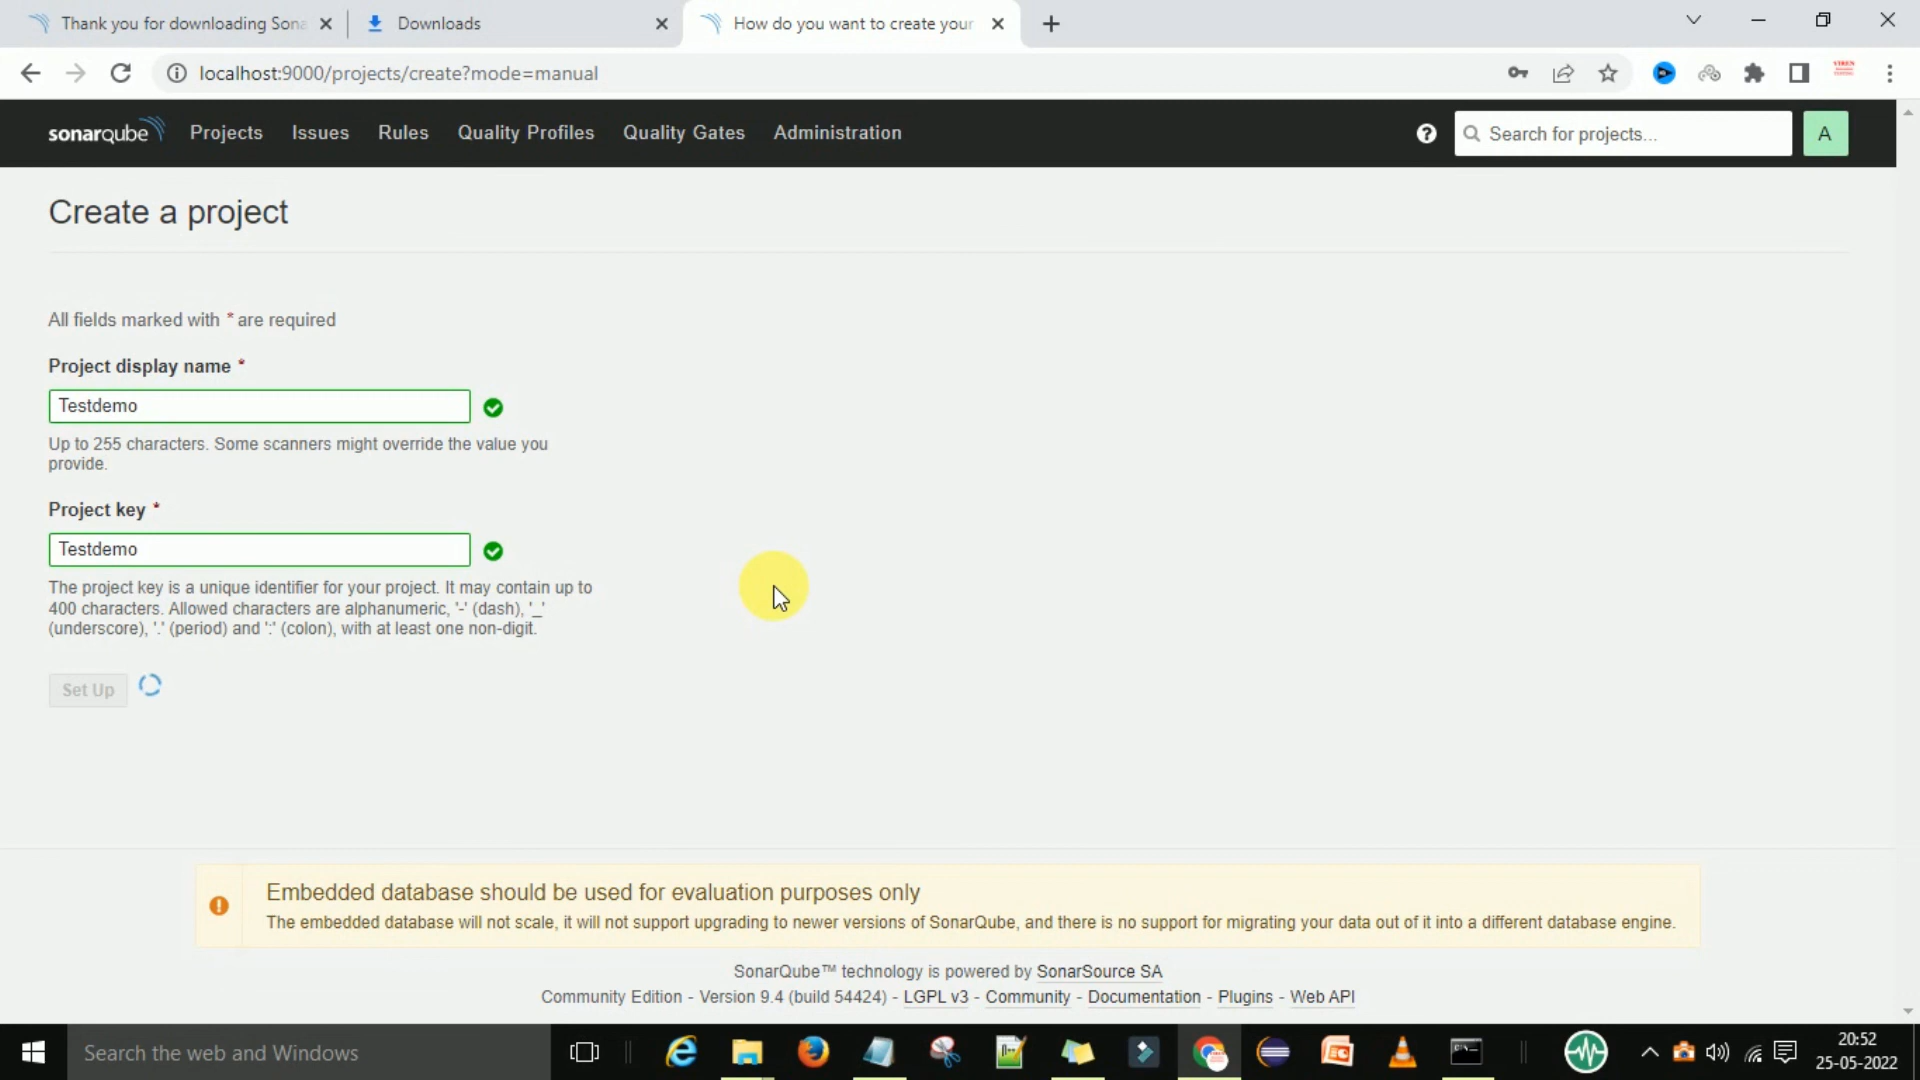 Thank you for downloading Sona
Downloads
How do you want to create your
localhost:9000/projects/create?mode=manual
sonarqube
Projects
Issues
Rules
Quality Profiles
Quality Gates
Administration
Search for projects...
A
Create a project
All fields marked with * are required
Project display name *
Testdemo
Up to 255 characters. Some scanners might override the value you
provide.
Project key *
Testdemo
The project key is a unique identifier for your project. It may contain up to
400 characters. Allowed characters are alphanumeric, '-' (dash), '_'
(underscore), '.' (period) and ':' (colon), with at least one non-digit.
Set Up
Embedded database should be used for evaluation purposes only
The embedded database will not scale, it will not support upgrading to newer versions of SonarQube, and there is no support for migrating your data out of it into a different database engine.
SonarQube™ technology is powered by SonarSource SA
Community Edition - Version 9.4 (build 54424) - LGPL v3 - Community - Documentation - Plugins - Web API
Search the web and Windows
20:52
25-05-2022